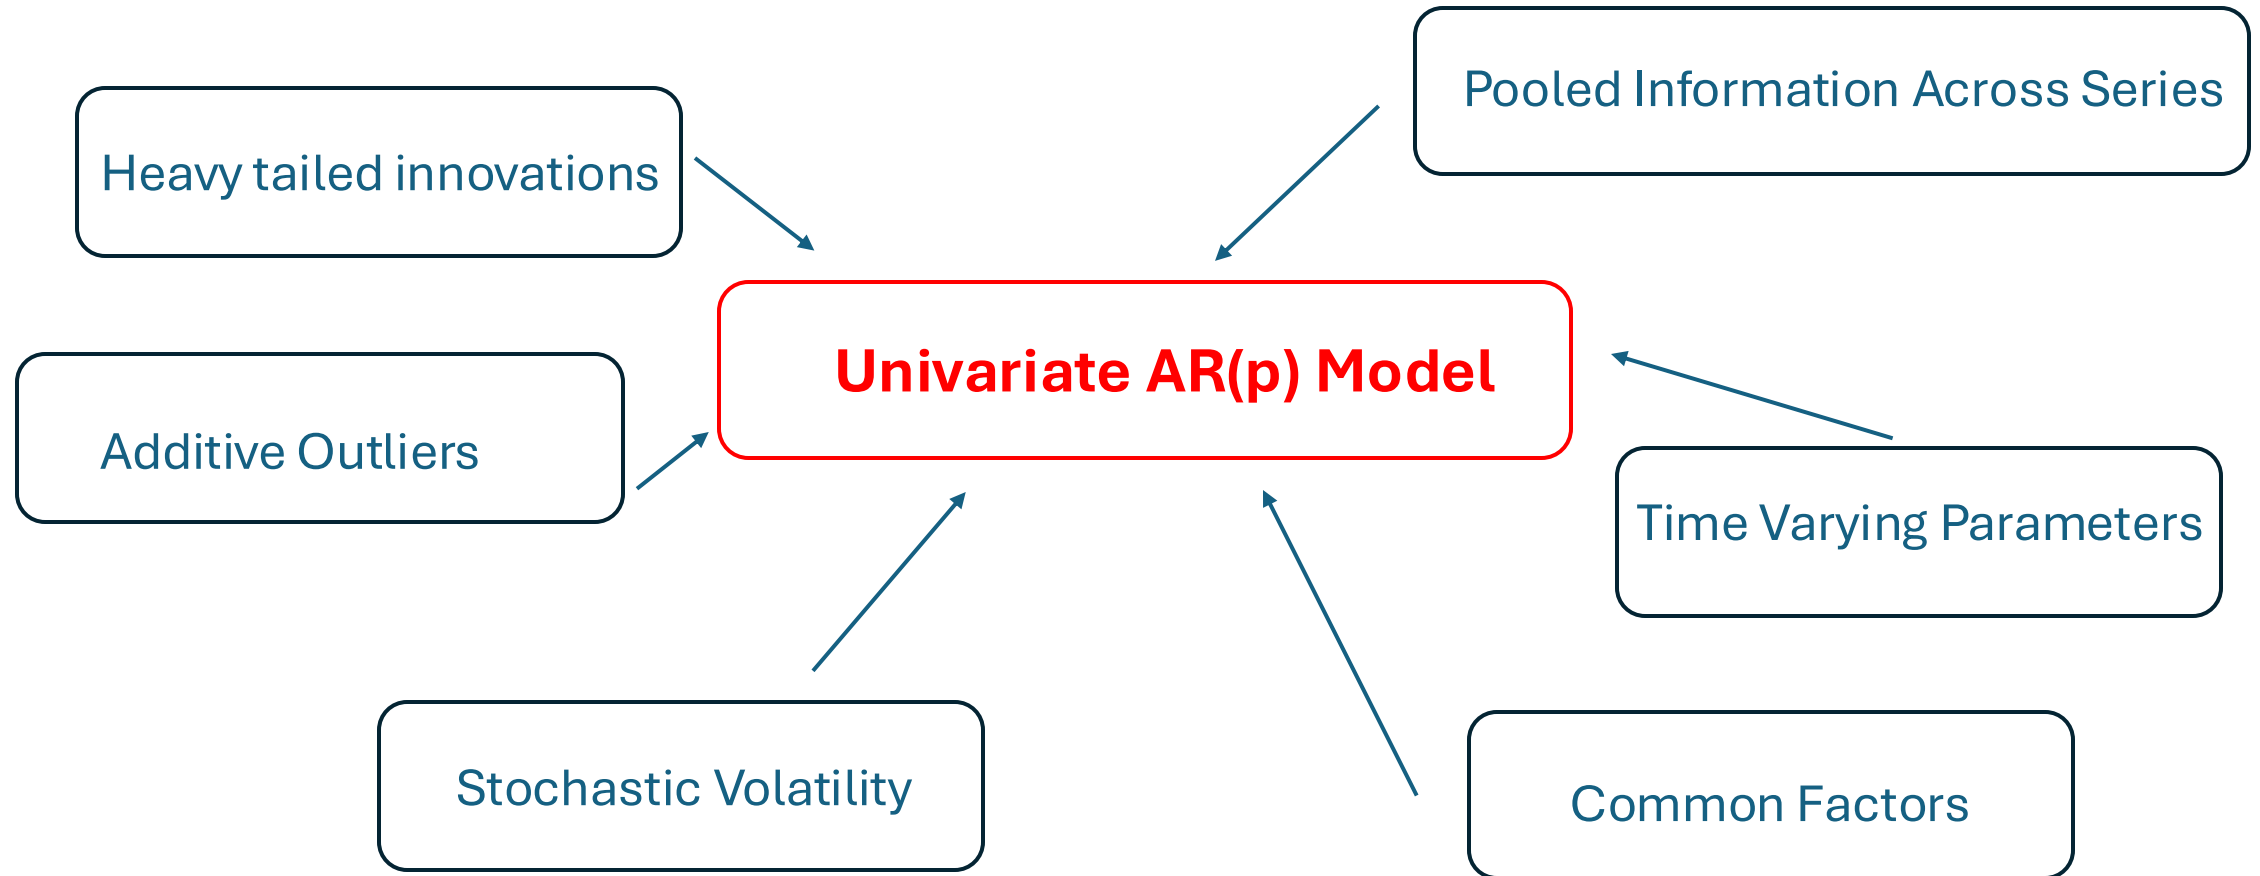 Pooled Information Across Series
Heavy tailed innovations
Univariate AR(p) Model
Additive Outliers
Time Varying Parameters
Stochastic Volatility
Common Factors